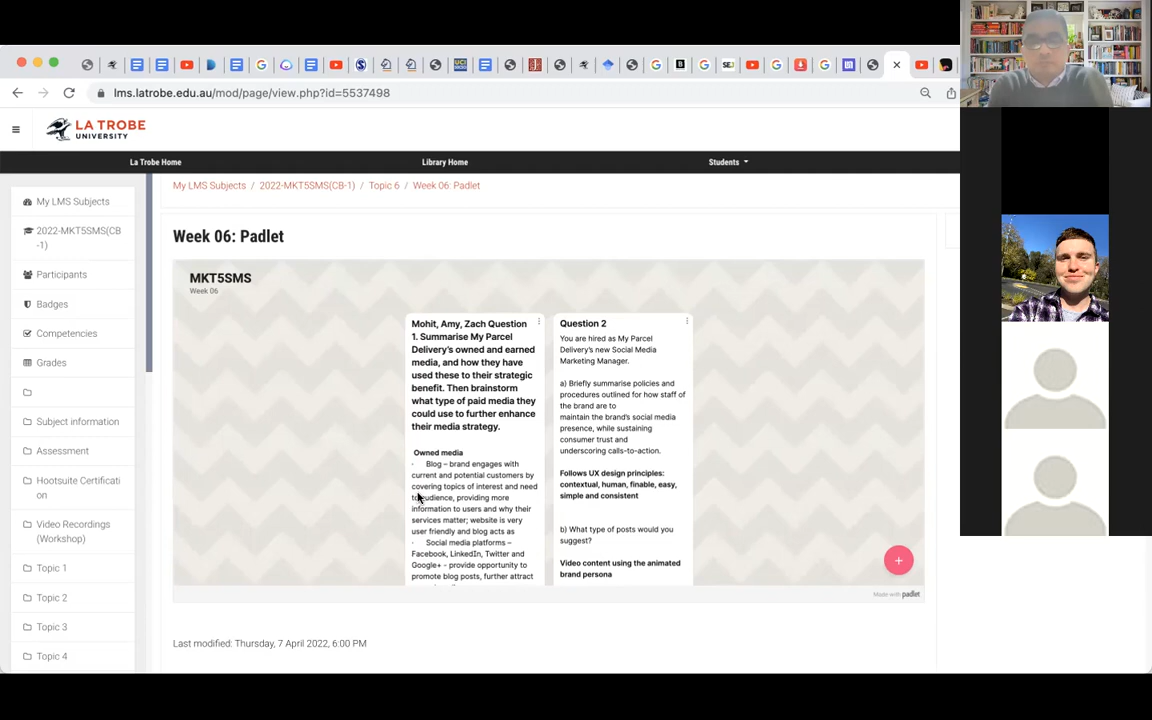 lms.latrobe.edu.au/mod/page/view.php?id=5537498
LA TROBE
UNIVERSITY
La Trobe Home
Library Home
Students
My LMS Subjects / 2022-MKT5SMS(CB-1) / Topic 6 / Week 06: Padlet
My LMS Subjects
2022-MKT5SMS(CB
-1)
Participants
Badges
Competencies
Grades
Subject information
Assessment
Hootsuite Certificati
on
Video Recordings
(Workshop)
Topic 1
Topic 2
Topic 3
Topic 4
Week 06: Padlet
MKT5SMS
Week 06
Mohit, Amy, Zach Question
1. Summarise My Parcel
Delivery's owned and earned
media, and how they have
used these to their strategic
benefit. Then brainstorm
what type of paid media they
could use to further enhance
their media strategy.
Owned media
· Blog – brand engages with
current and potential customers by
covering topics of interest and need
audience, providing more
information to users and why their
services matter; website is very
user friendly and blog acts as
· Social media platforms –
Facebook, LinkedIn, Twitter and
Google+ - provide opportunity to
promote blog posts, further attract
Question 2
You are hired as My Parcel
Delivery's new Social Media
Marketing Manager.
a) Briefly summarise policies and
procedures outlined for how staff of
the brand are to
maintain the brand's social media
presence, while sustaining
consumer trust and
underscoring calls-to-action.
Follows UX design principles:
contextual, human, finable, easy,
simple and consistent
b) What type of posts would you
suggest?
Video content using the animated
brand persona
+
Made with padlet
Last modified: Thursday, 7 April 2022, 6:00 PM